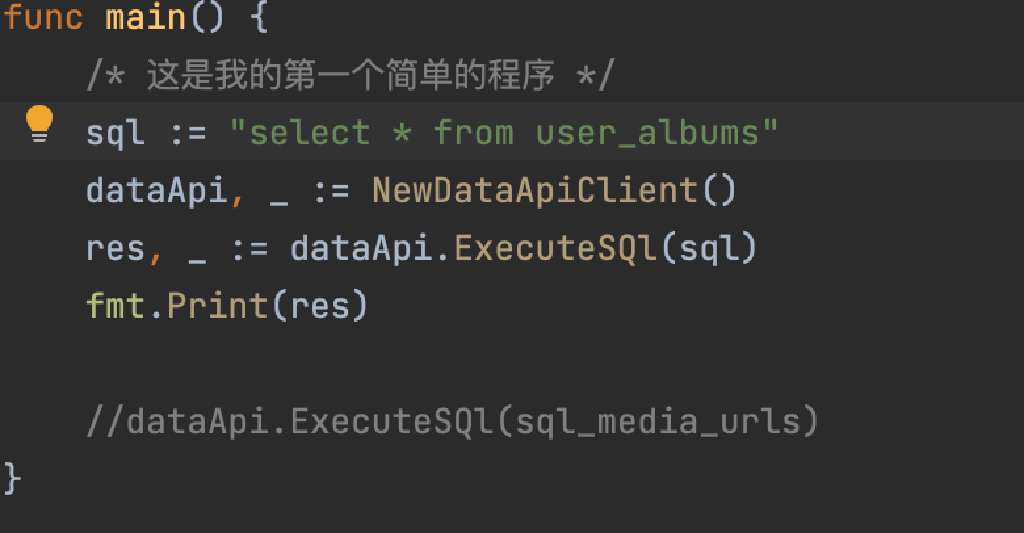 func main() {
/* 这是我的第一个简单的程序 */
sql := "select * from user_albums"
dataApi, _ := NewDataApiClient()
res, _ := dataApi.ExecuteSQl(sql)
fmt.Print(res)
//dataApi.ExecuteSQl(sql_media_urls)
}